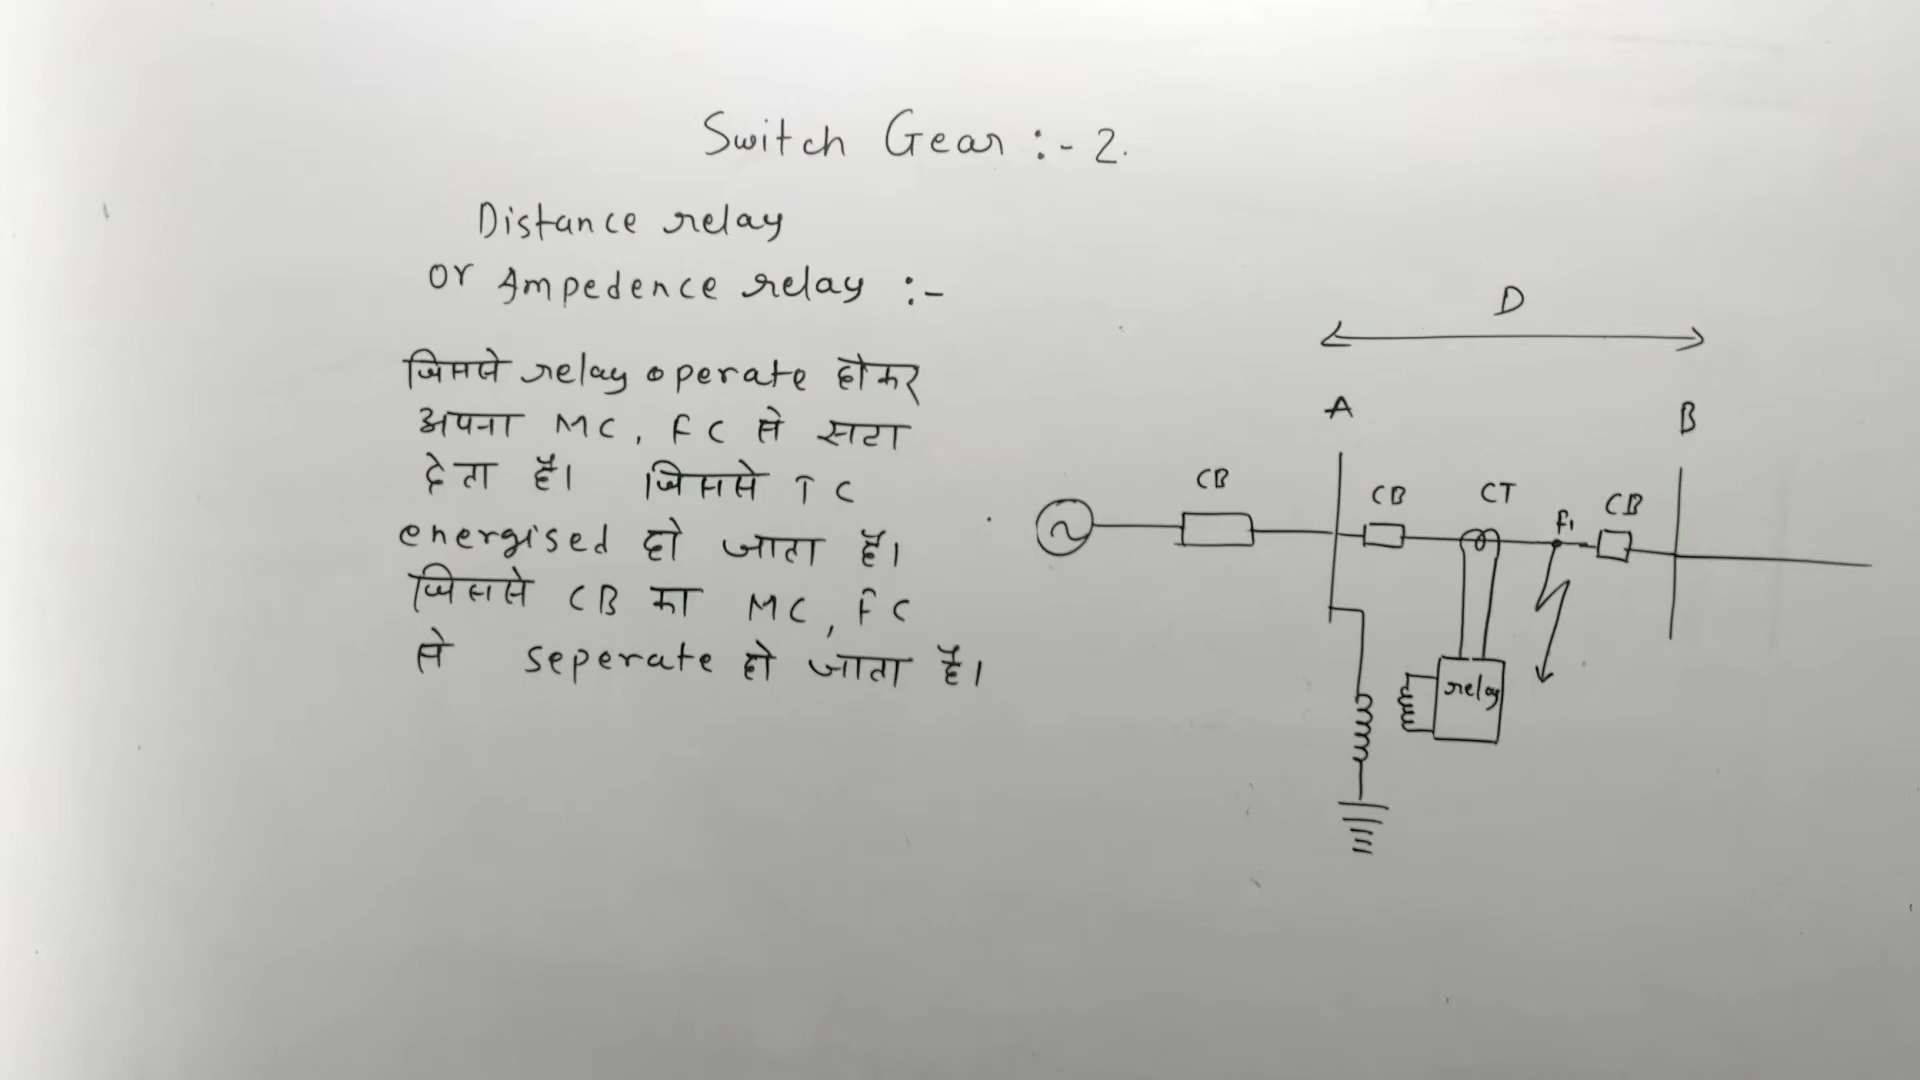 Switch Gear :- 2.
Distance relay
or Ampedence relay :-
जिससे relay operate होकर
अपना MC, FC से सटा
देता है। जिससे TC
energised हो जाता है।
जिससे CB का MC, FC
से seperate हो जाता है।
D
A
B
CB
CB
CT
F1
CB
relay